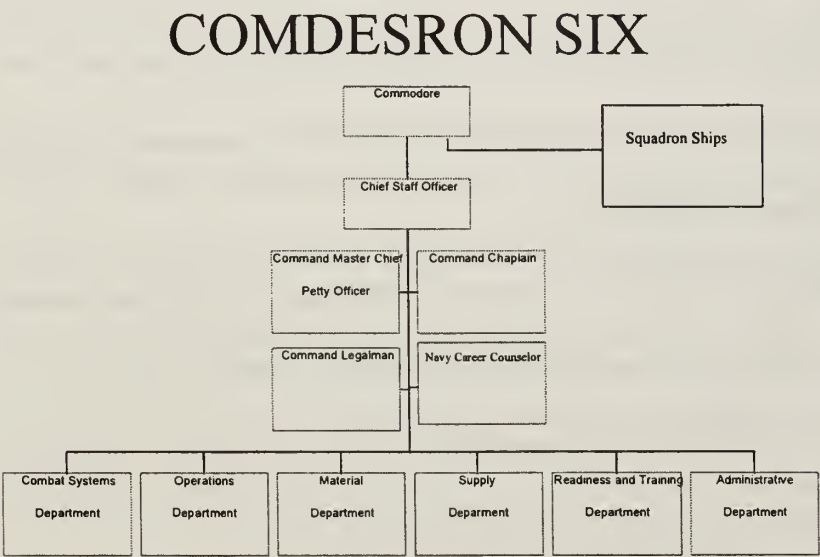 COMDESRON SIX
Commodore
Squadron Ships
Chief Staff Officer
Command Master Chief
Petty Officer
Command Chaplain
Command Legalman
Navy Career Counselor
Combat Systems
Department
Operations
Department
Material
Department
Supply
Deparment
Readiness and Training
Department
Administrative
Department